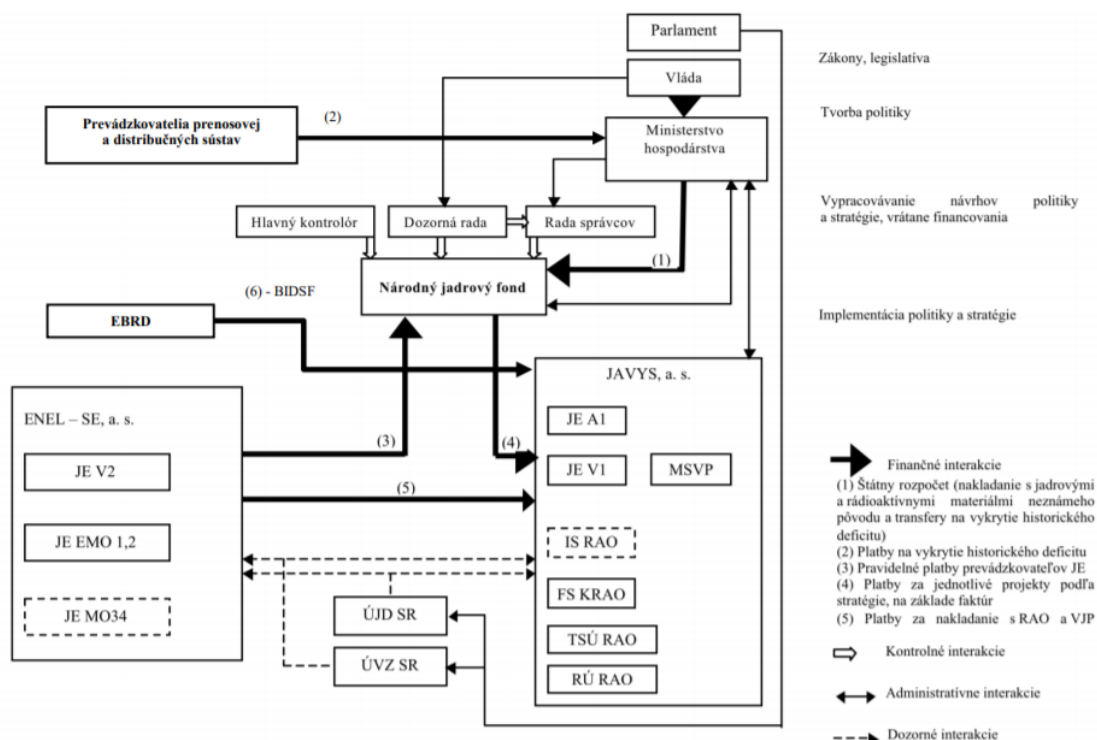 Parlament
Vláda
Zákony, legislatíva
Prevádzkovatelia prenosovej
a distribučných sústav
(2)
Ministerstvo
hospodárstva
Tvorba politiky
Vypracovávanie návrhov politiky
a stratégie, vrátane financovania
Hlavný kontrolór
Dozorná rada
Rada správcov
(1)
Národný jadrový fond
(6) - BIDSF
EBRD
Implementácia politiky a stratégie
ENEL – SE, a. s.
JE V2
JE EMO 1,2
JE MO34
(3)
(4)
(5)
JAVYS, a. s.
JE A1
JE V1
MSVP
IS RAO
FS KRAO
TSÚ RAO
RÚ RAO
ÚJD SR
ÚVZ SR
Finančné interakcie
(1) Štátny rozpočet (nakladanie s jadrovými
a rádioaktívnymi materiálmi neznámeho
pôvodu a transfery na vykrytie historického
deficitu)
(2) Platby na vykrytie historického deficitu
(3) Pravidelné platby prevádzkovateľov JE
(4) Platby za jednotlivé projekty podľa
stratégie, na základe faktúr
(5) Platby za nakladanie s RAO a VJP
Kontrolné interakcie
Administratívne interakcie
Dozorné interakcie